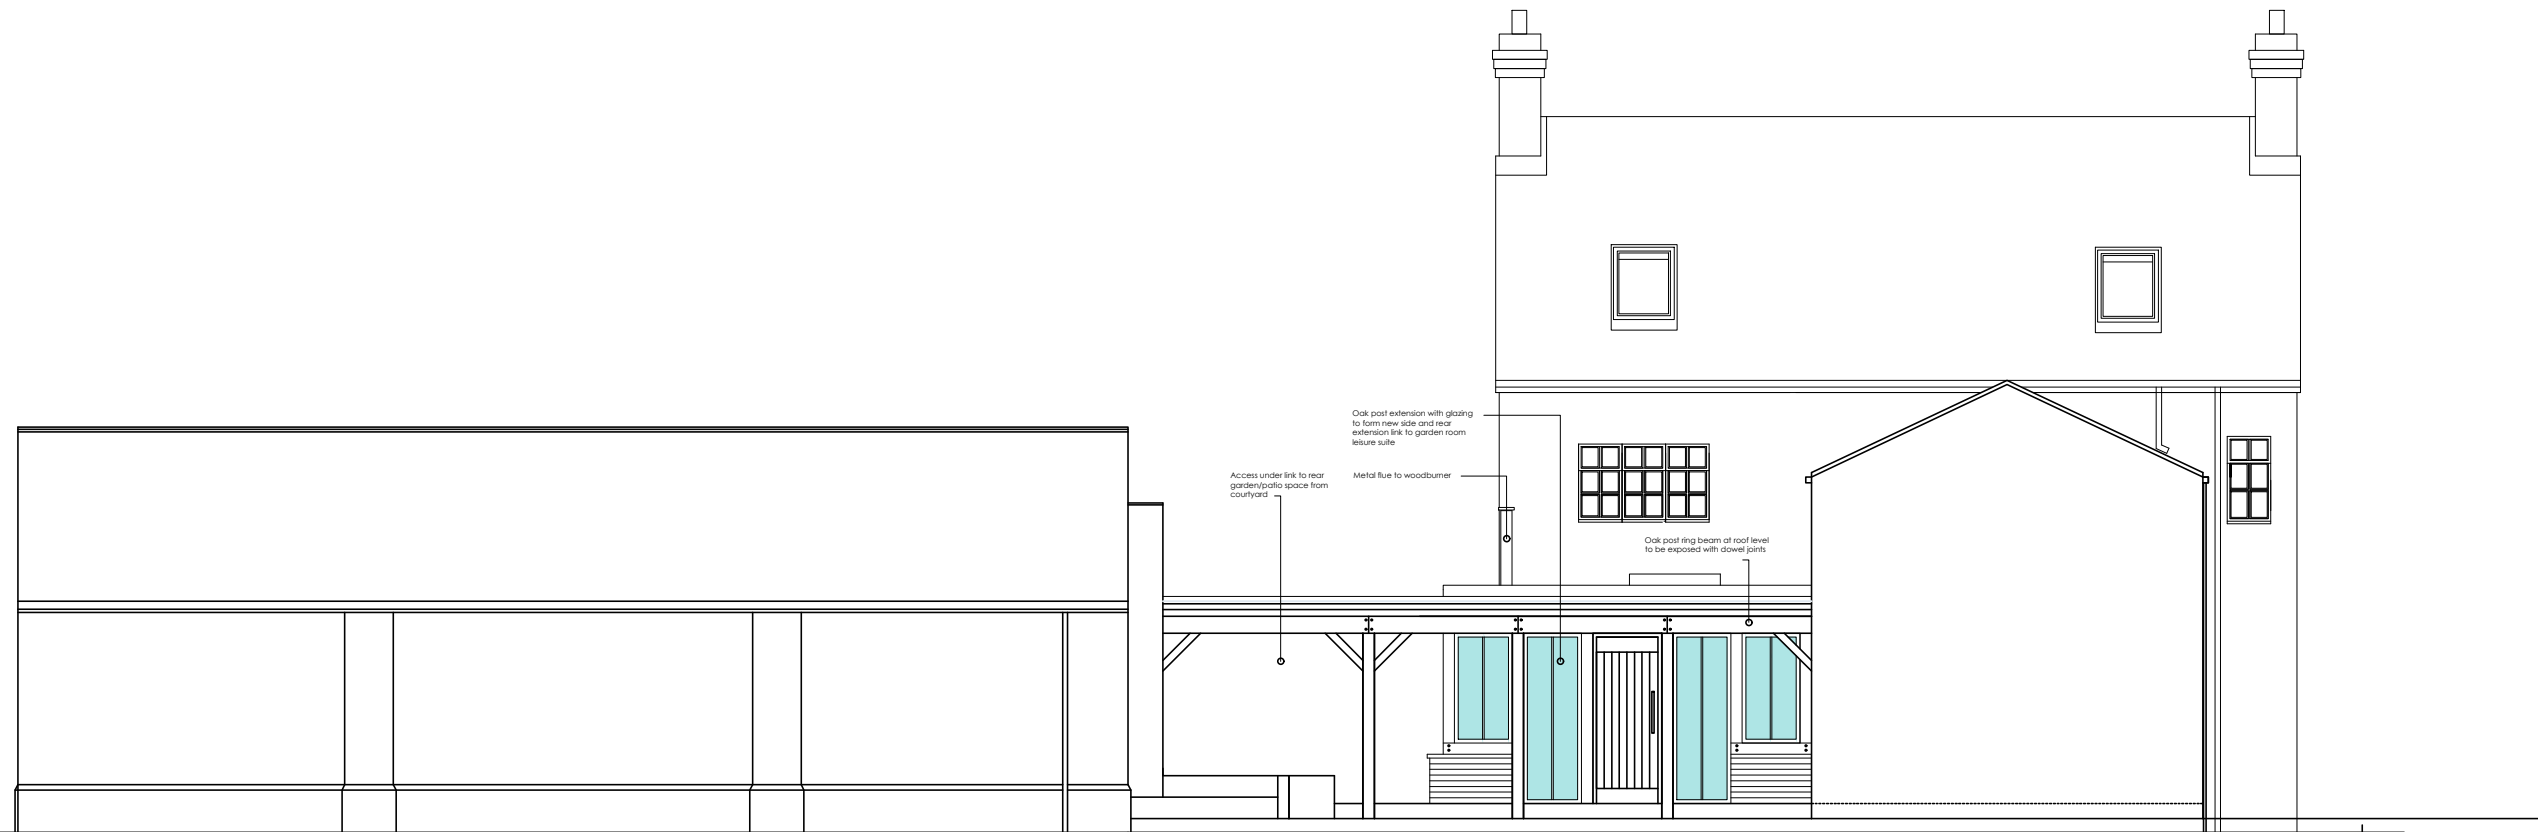 Oak post extension with glazing
to form new side and rear
extension link to garden room
leisure suite
Access under link to rear
garden/patio space from
courtyard
Metal flue to woodburner
Oak post ring beam at roof level
to be exposed with dowel joints